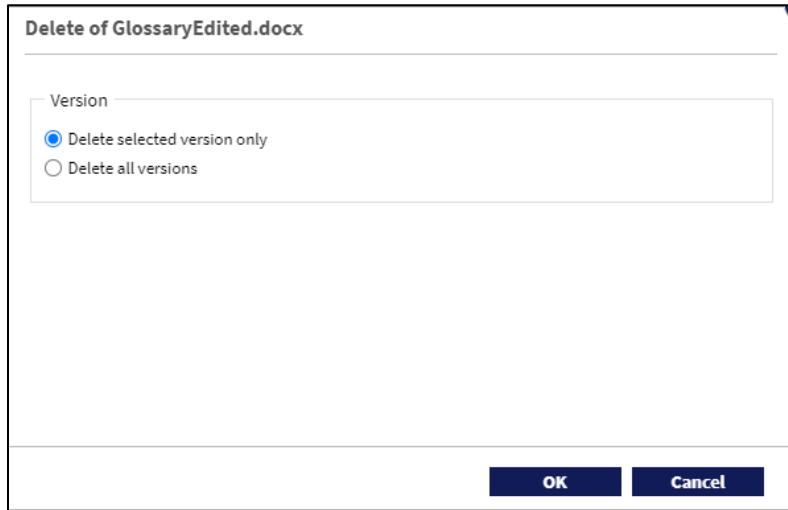 Delete of GlossaryEdited.docx
Version
Delete selected version only
Delete all versions
OK Cancel